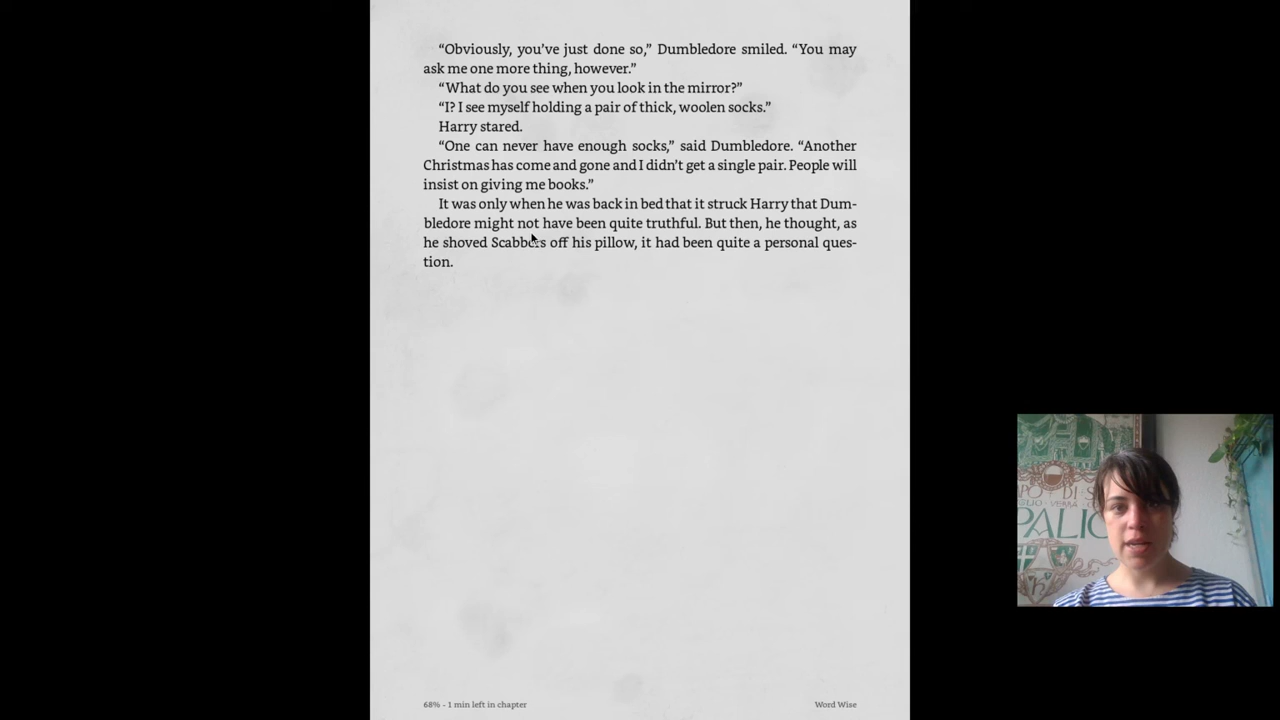 “Obviously, you’ve just done so,” Dumbledore smiled. “You may
ask me one more thing, however.”
“What do you see when you look in the mirror?”
“I? I see myself holding a pair of thick, woolen socks.”
Harry stared.
“One can never have enough socks,” said Dumbledore. “Another
Christmas has come and gone and I didn’t get a single pair. People will
insist on giving me books.”
It was only when he was back in bed that it struck Harry that Dum-
bledore might not have been quite truthful. But then, he thought, as
he shoved Scabbers off his pillow, it had been quite a personal ques-
tion.
PALIO
68% - 1 min left in chapter
Word Wise